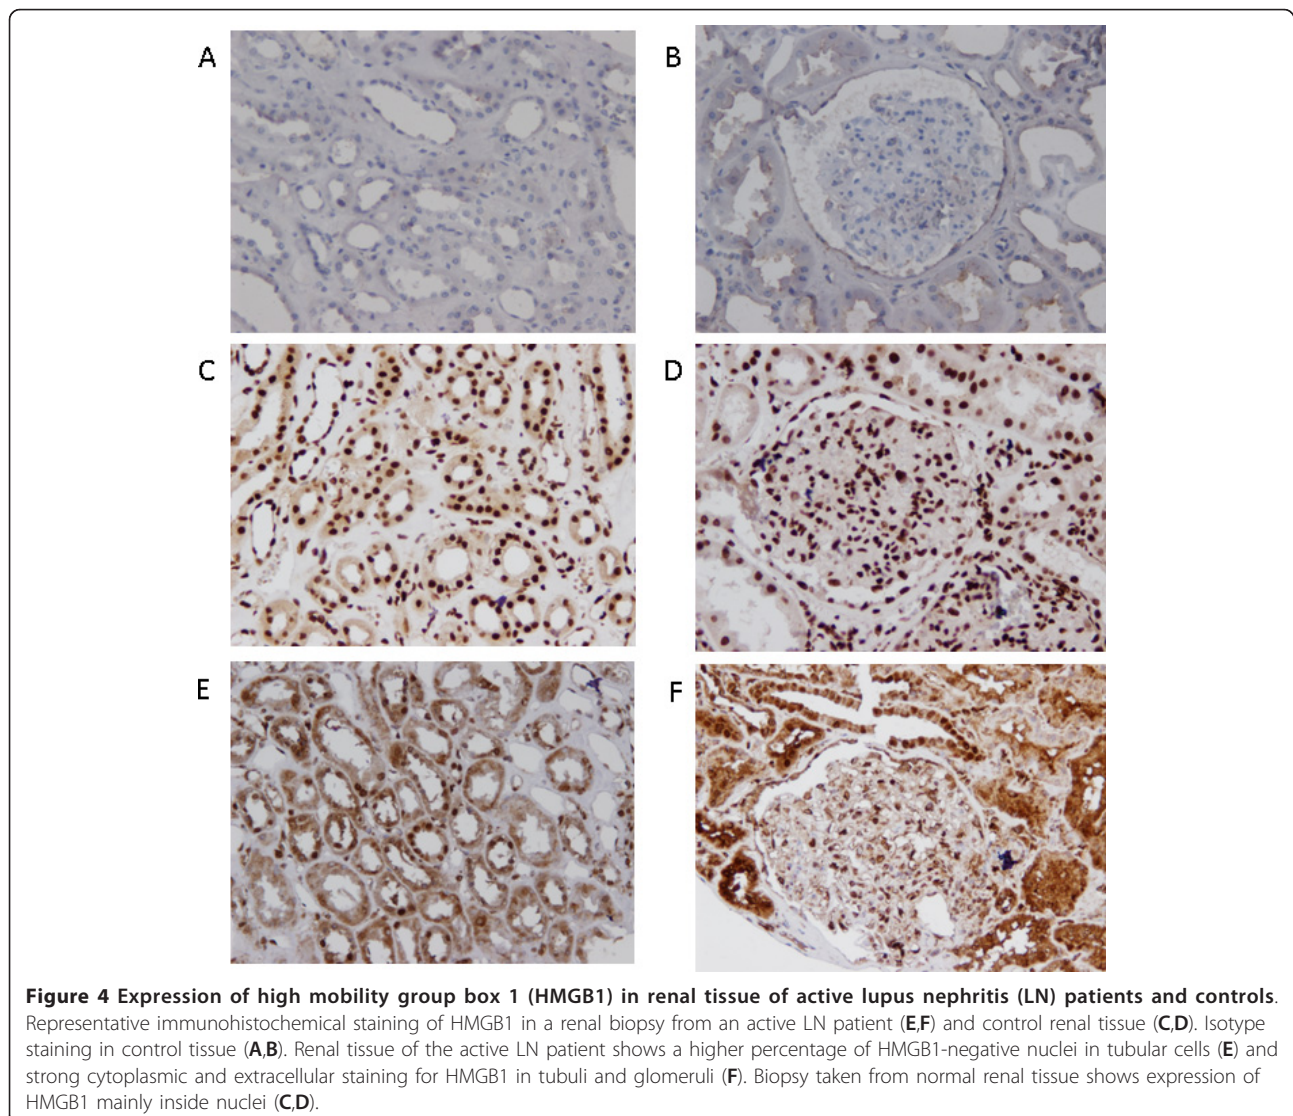 A
B
C
D
E
F
Figure 4 Expression of high mobility group box 1 (HMGB1) in renal tissue of active lupus nephritis (LN) patients and controls.
Representative immunohistochemical staining of HMGB1 in a renal biopsy from an active LN patient (E,F) and control renal tissue (C,D). Isotype
staining in control tissue (A,B). Renal tissue of the active LN patient shows a higher percentage of HMGB1-negative nuclei in tubular cells (E) and
strong cytoplasmic and extracellular staining for HMGB1 in tubuli and glomeruli (F). Biopsy taken from normal renal tissue shows expression of
HMGB1 mainly inside nuclei (C,D).